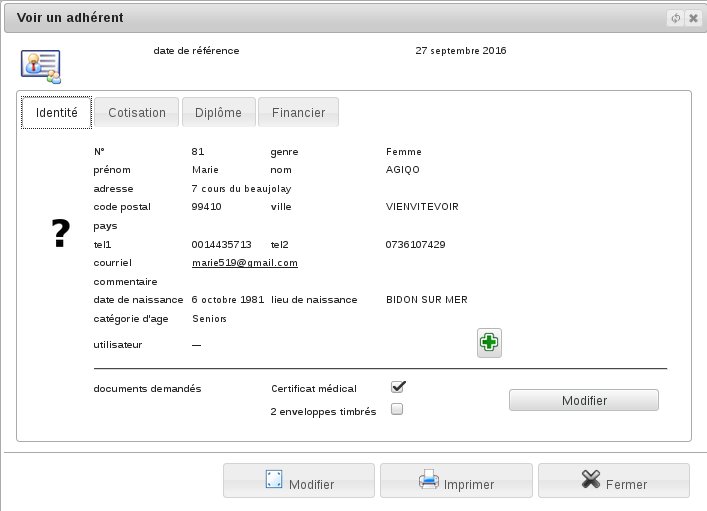 Voir un adhérent
date de référence 27 septembre 2016
Identité Cotisation Diplôme Financier
N° 81 genre Femme
prénom Marie nom AGIQO
adresse 7 cours du beaujolay
code postal 99410 ville VIENVITEVOIR
pays
tel1 0014435713 tel2 0736107429
courriel marie519@gmail.com
commentaire
date de naissance 6 octobre 1981 lieu de naissance BIDON SUR MER
catégorie d'age Seniors
utilisateur —
documents demandés Certificat médical
2 enveloppes timbrés
Modifier
Modifier Imprimer Fermer